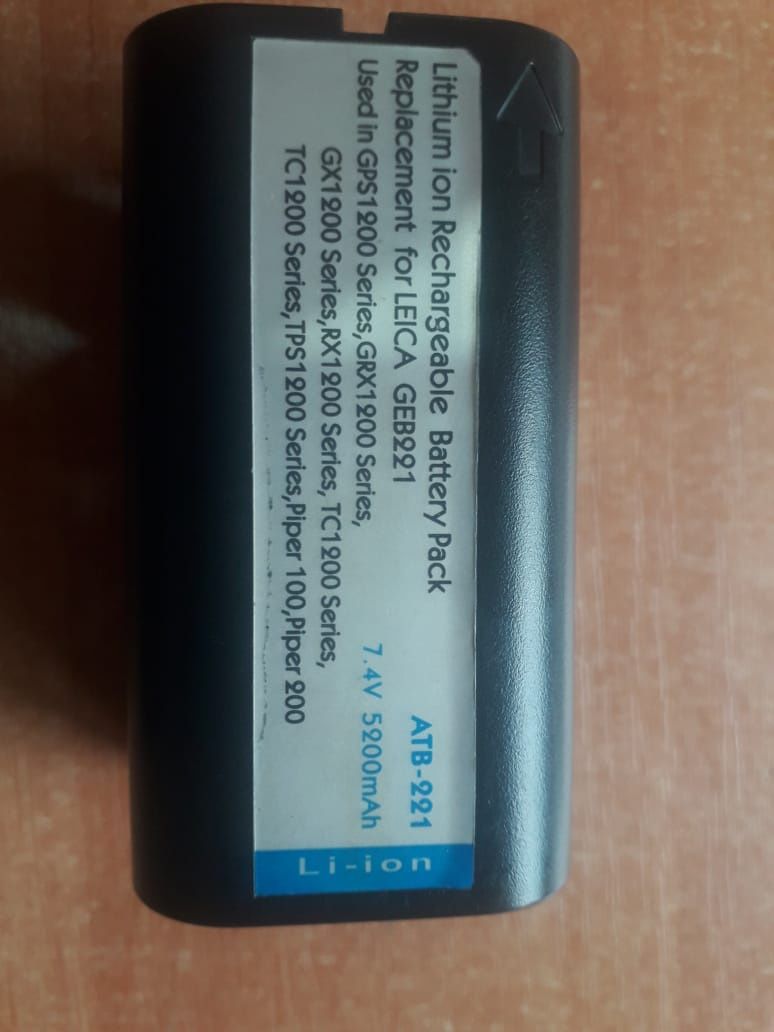 Lithium ion Rechargeable Battery Pack
Replacement for LEICA GEB221
ATB-221
Used in GPS1200 Series,GRX1200 Series,
7.4V 5200mAh
GX1200 Series,RX1200 Series, TC1200 Series,
TC1200 Series,TPS1200 Series,Piper 100,Piper 200
Li-ion